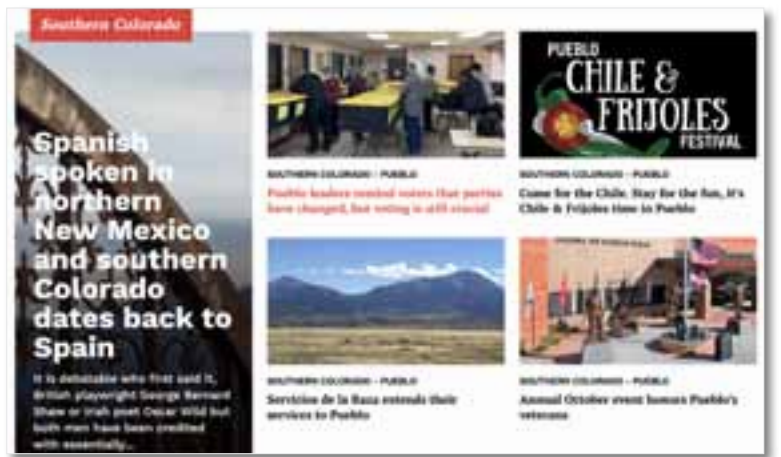 Southern Colorado
Spanish
spoken in
northern
New Mexico
and southern
Colorado
dates back to
Spain
It is debatable who first said it,
British playwright George Bernard
Shaw or Irish poet Oscar Wild but
both men have been credited
with essentially...
SOUTHERN COLORADO - PUEBLO
Pueblo leaders remind voters that parties
have changed, but voting is still crucial
PUEBLO
CHILE &
FRIJOLES
FESTIVAL
SOUTHERN COLORADO - PUEBLO
Come for the Chile. Stay for the fun, it's
Chile & Frijoles time in Pueblo
SOUTHERN COLORADO - PUEBLO
Servicios de la Raza extends their
services to Pueblo
SOUTHERN COLORADO - PUEBLO
Annual October event honors Pueblo's
veterans